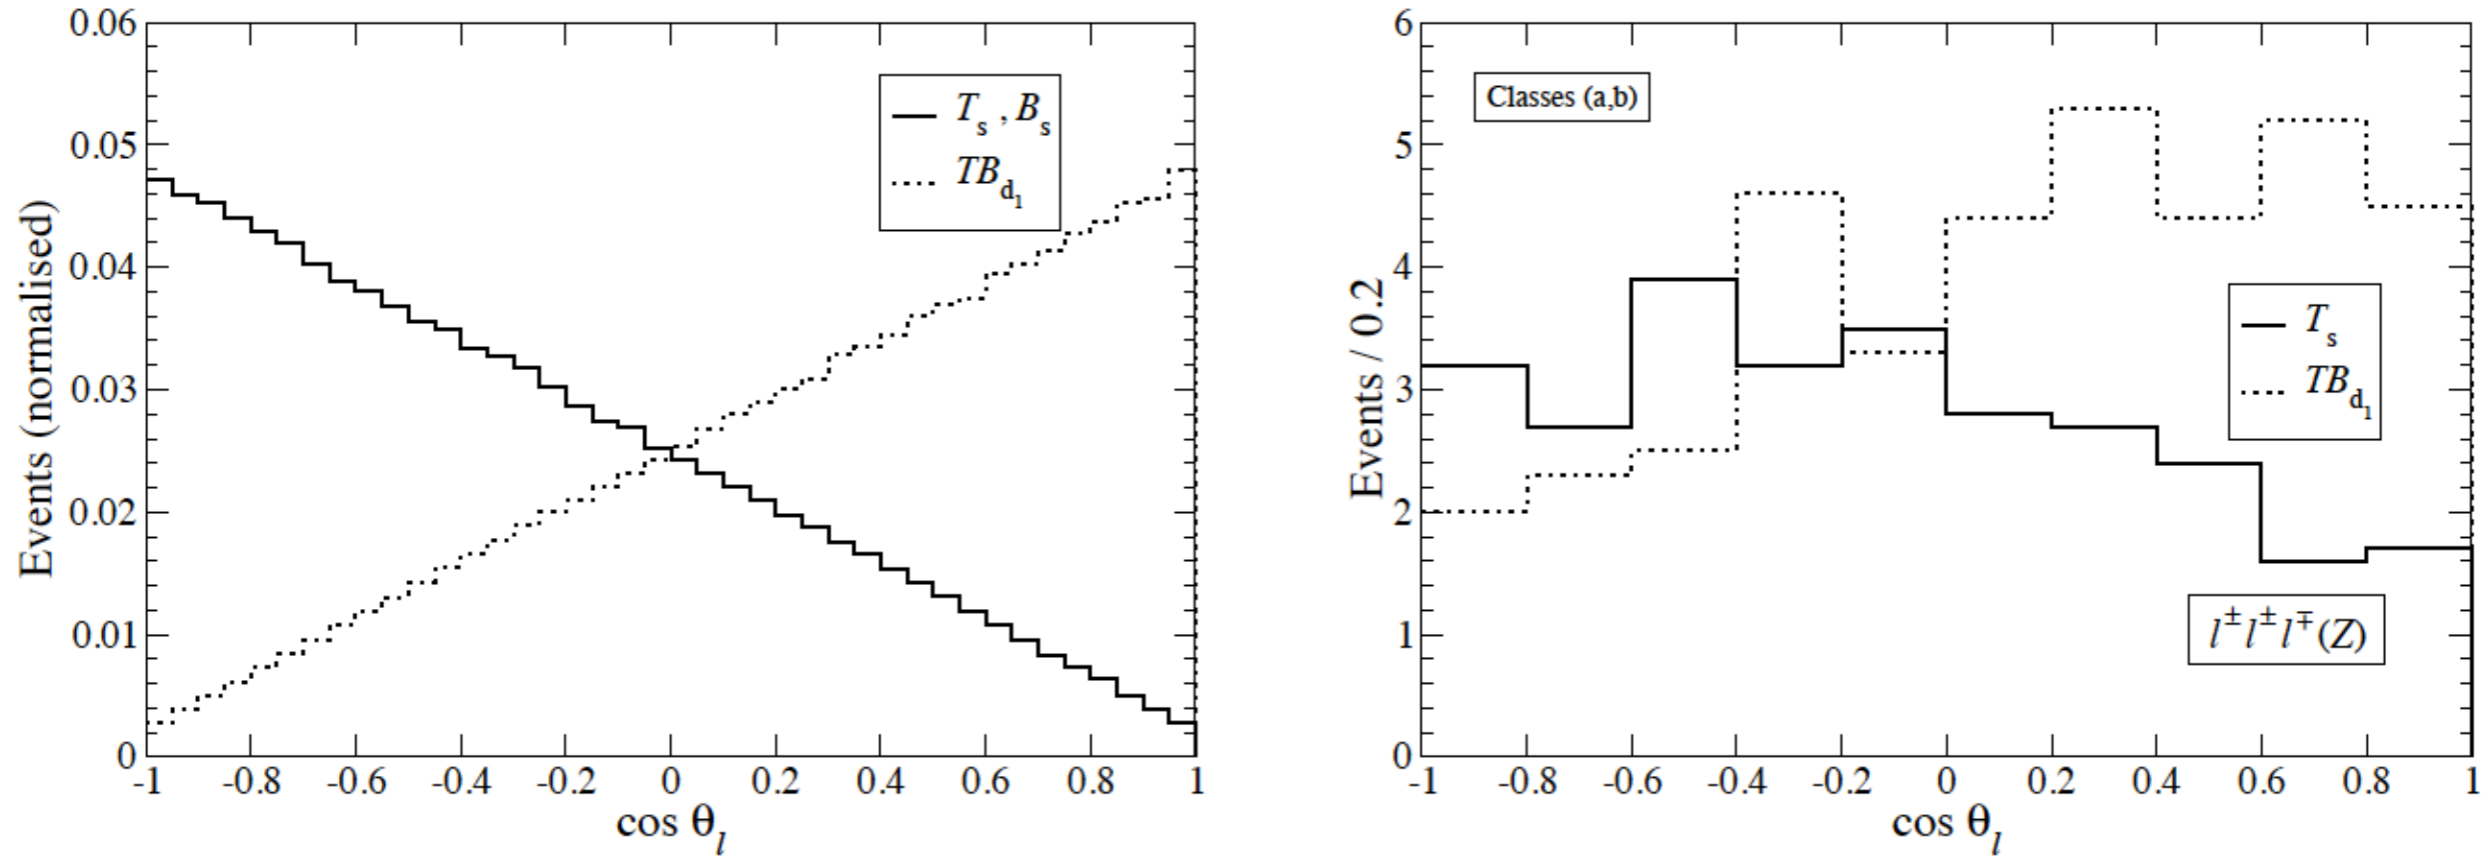 0.06
0.05
0.04
0.03
0.02
0.01
0
-1 -0.8 -0.6 -0.4 -0.2 0 0.2 0.4 0.6 0.8 1
Events (normalised)
cos θ_l
T_s , B_s
TB_d_1
6
5
4
3
2
1
0
-1 -0.8 -0.6 -0.4 -0.2 0 0.2 0.4 0.6 0.8 1
Events / 0.2
cos θ_l
Classes (a,b)
T_s
TB_d_1
l^± l^± l^∓ (Z)